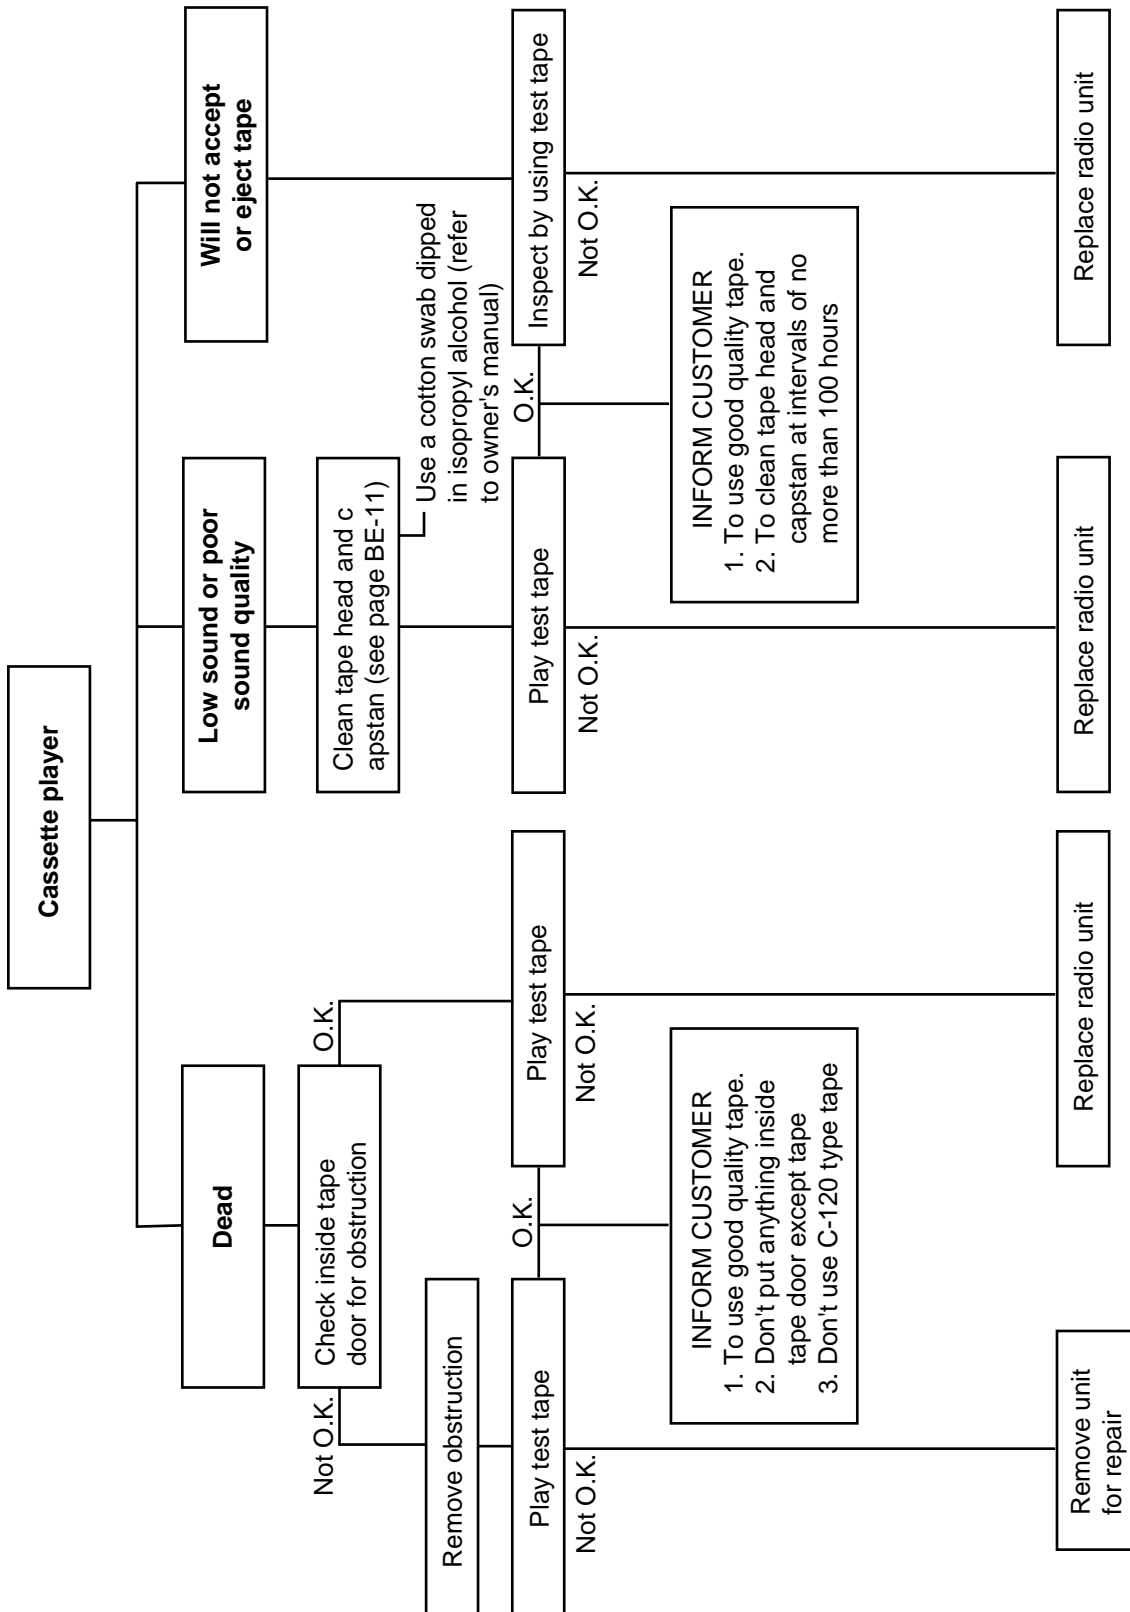 Cassette player
Dead
Low sound or poor
sound quality
Will not accept
or eject tape
Check inside tape
door for obstruction
Not O.K.
O.K.
Clean tape head and c
apstan (see page BE-11)
Use a cotton swab dipped
in isopropyl alcohol (refer
to owner's manual)
Remove obstruction
Play test tape
O.K.
Play test tape
Play test tape
O.K.
Inspect by using test tape
Not O.K.
Not O.K.
Not O.K.
Not O.K.
INFORM CUSTOMER
1. To use good quality tape.
2. Don't put anything inside
tape door except tape
3. Don't use C-120 type tape
INFORM CUSTOMER
1. To use good quality tape.
2. To clean tape head and
capstan at intervals of no
more than 100 hours
Remove unit
for repair
Replace radio unit
Replace radio unit
Replace radio unit